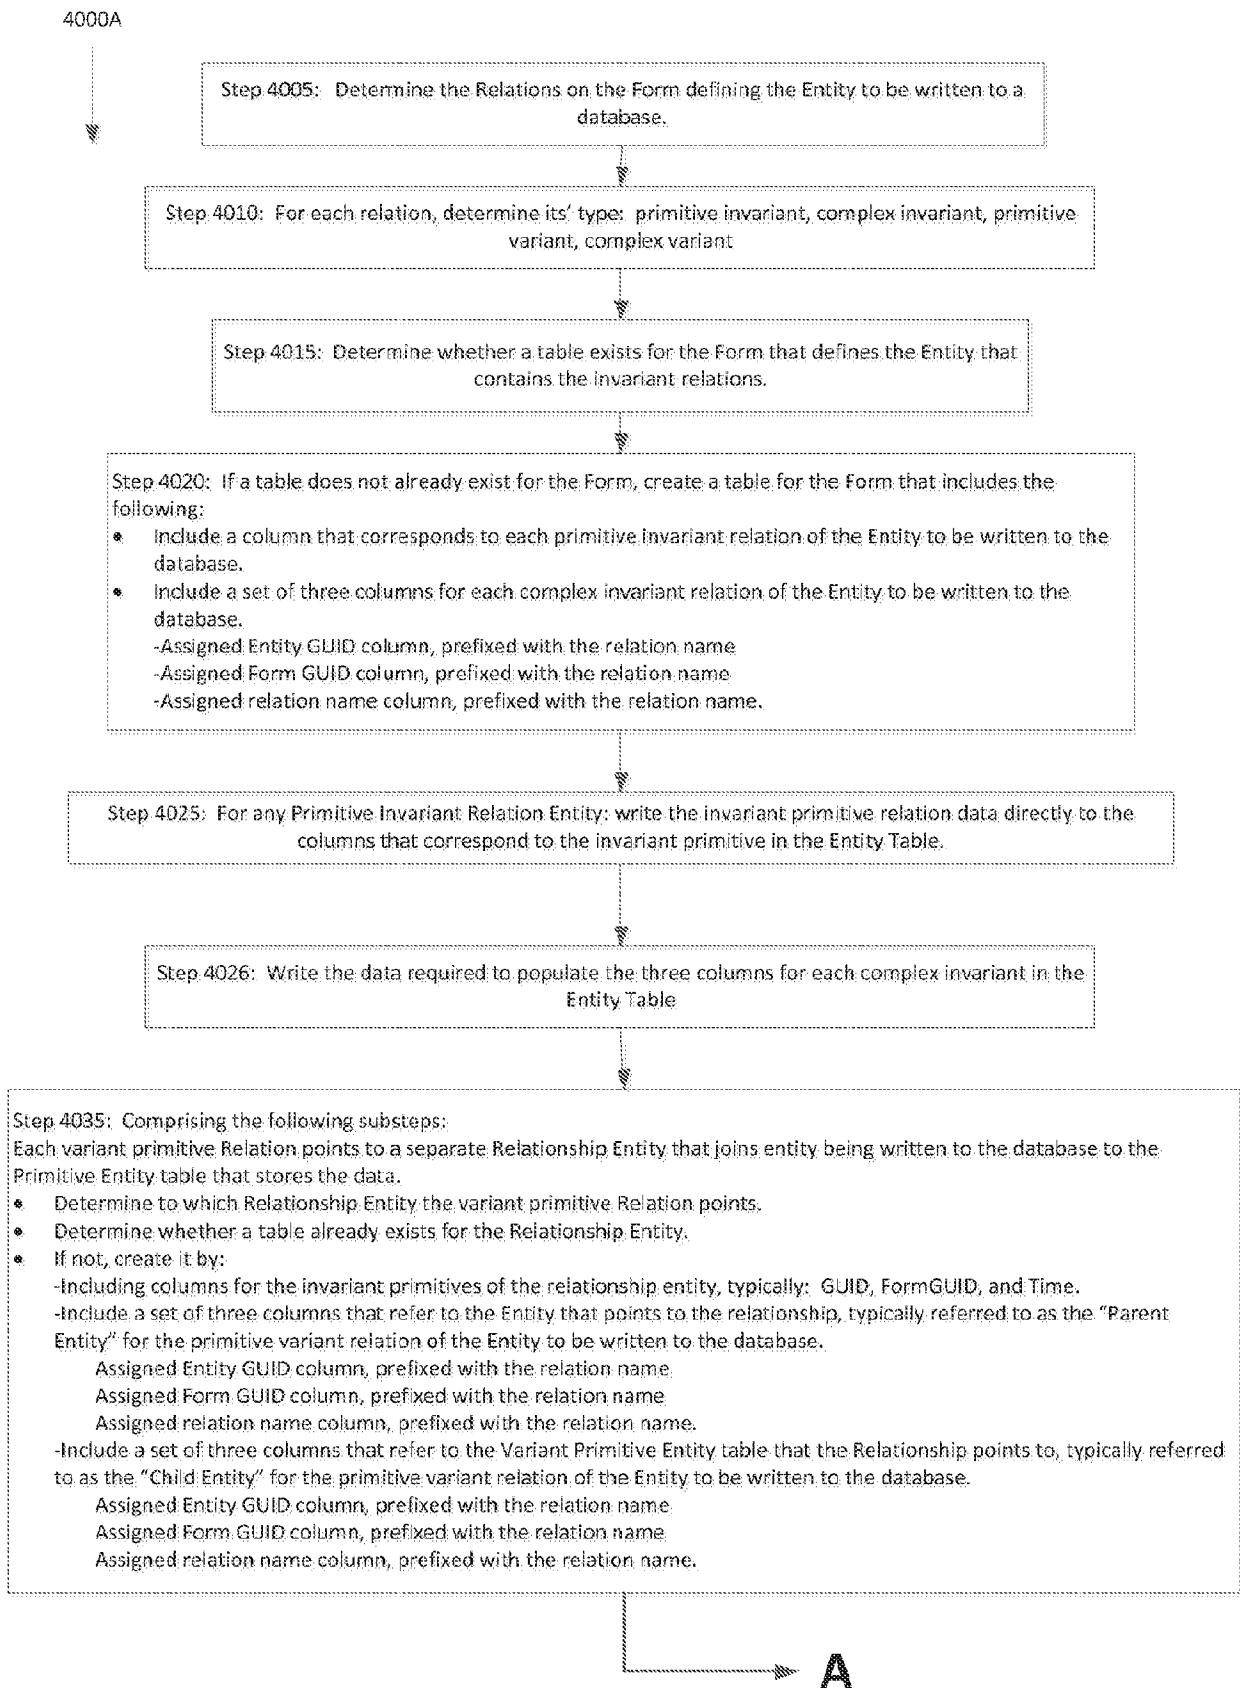 4000A
Step 4005: Determine the Relations on the Form defining the Entity to be written to a
database.
Step 4010: For each relation, determine its' type: primitive invariant, complex invariant, primitive
variant, complex variant
Step 4015: Determine whether a table exists for the Form that defines the Entity that
contains the invariant relations.
Step 4020: If a table does not already exist for the Form, create a table for the Form that includes the
following:
• Include a column that corresponds to each primitive invariant relation of the Entity to be written to the
database.
• Include a set of three columns for each complex invariant relation of the Entity to be written to the
database.
-Assigned Entity GUID column, prefixed with the relation name
-Assigned Form GUID column, prefixed with the relation name
-Assigned relation name column, prefixed with the relation name.
Step 4025: For any Primitive Invariant Relation Entity: write the invariant primitive relation data directly to the
columns that correspond to the invariant primitive in the Entity Table.
Step 4026: Write the data required to populate the three columns for each complex invariant in the
Entity Table
Step 4035: Comprising the following substeps:
Each variant primitive Relation points to a separate Relationship Entity that joins entity being written to the database to the
Primitive Entity table that stores the data.
• Determine to which Relationship Entity the variant primitive Relation points.
• Determine whether a table already exists for the Relationship Entity.
• If not, create it by:
-Including columns for the invariant primitives of the relationship entity, typically: GUID, FormGUID, and Time.
-Include a set of three columns that refer to the Entity that points to the relationship, typically referred to as the "Parent
Entity" for the primitive variant relation of the Entity to be written to the database.
Assigned Entity GUID column, prefixed with the relation name
Assigned Form GUID column, prefixed with the relation name
Assigned relation name column, prefixed with the relation name.
-Include a set of three columns that refer to the Variant Primitive Entity table that the Relationship points to, typically referred
to as the "Child Entity" for the primitive variant relation of the Entity to be written to the database.
Assigned Entity GUID column, prefixed with the relation name
Assigned Form GUID column, prefixed with the relation name
Assigned relation name column, prefixed with the relation name.
A